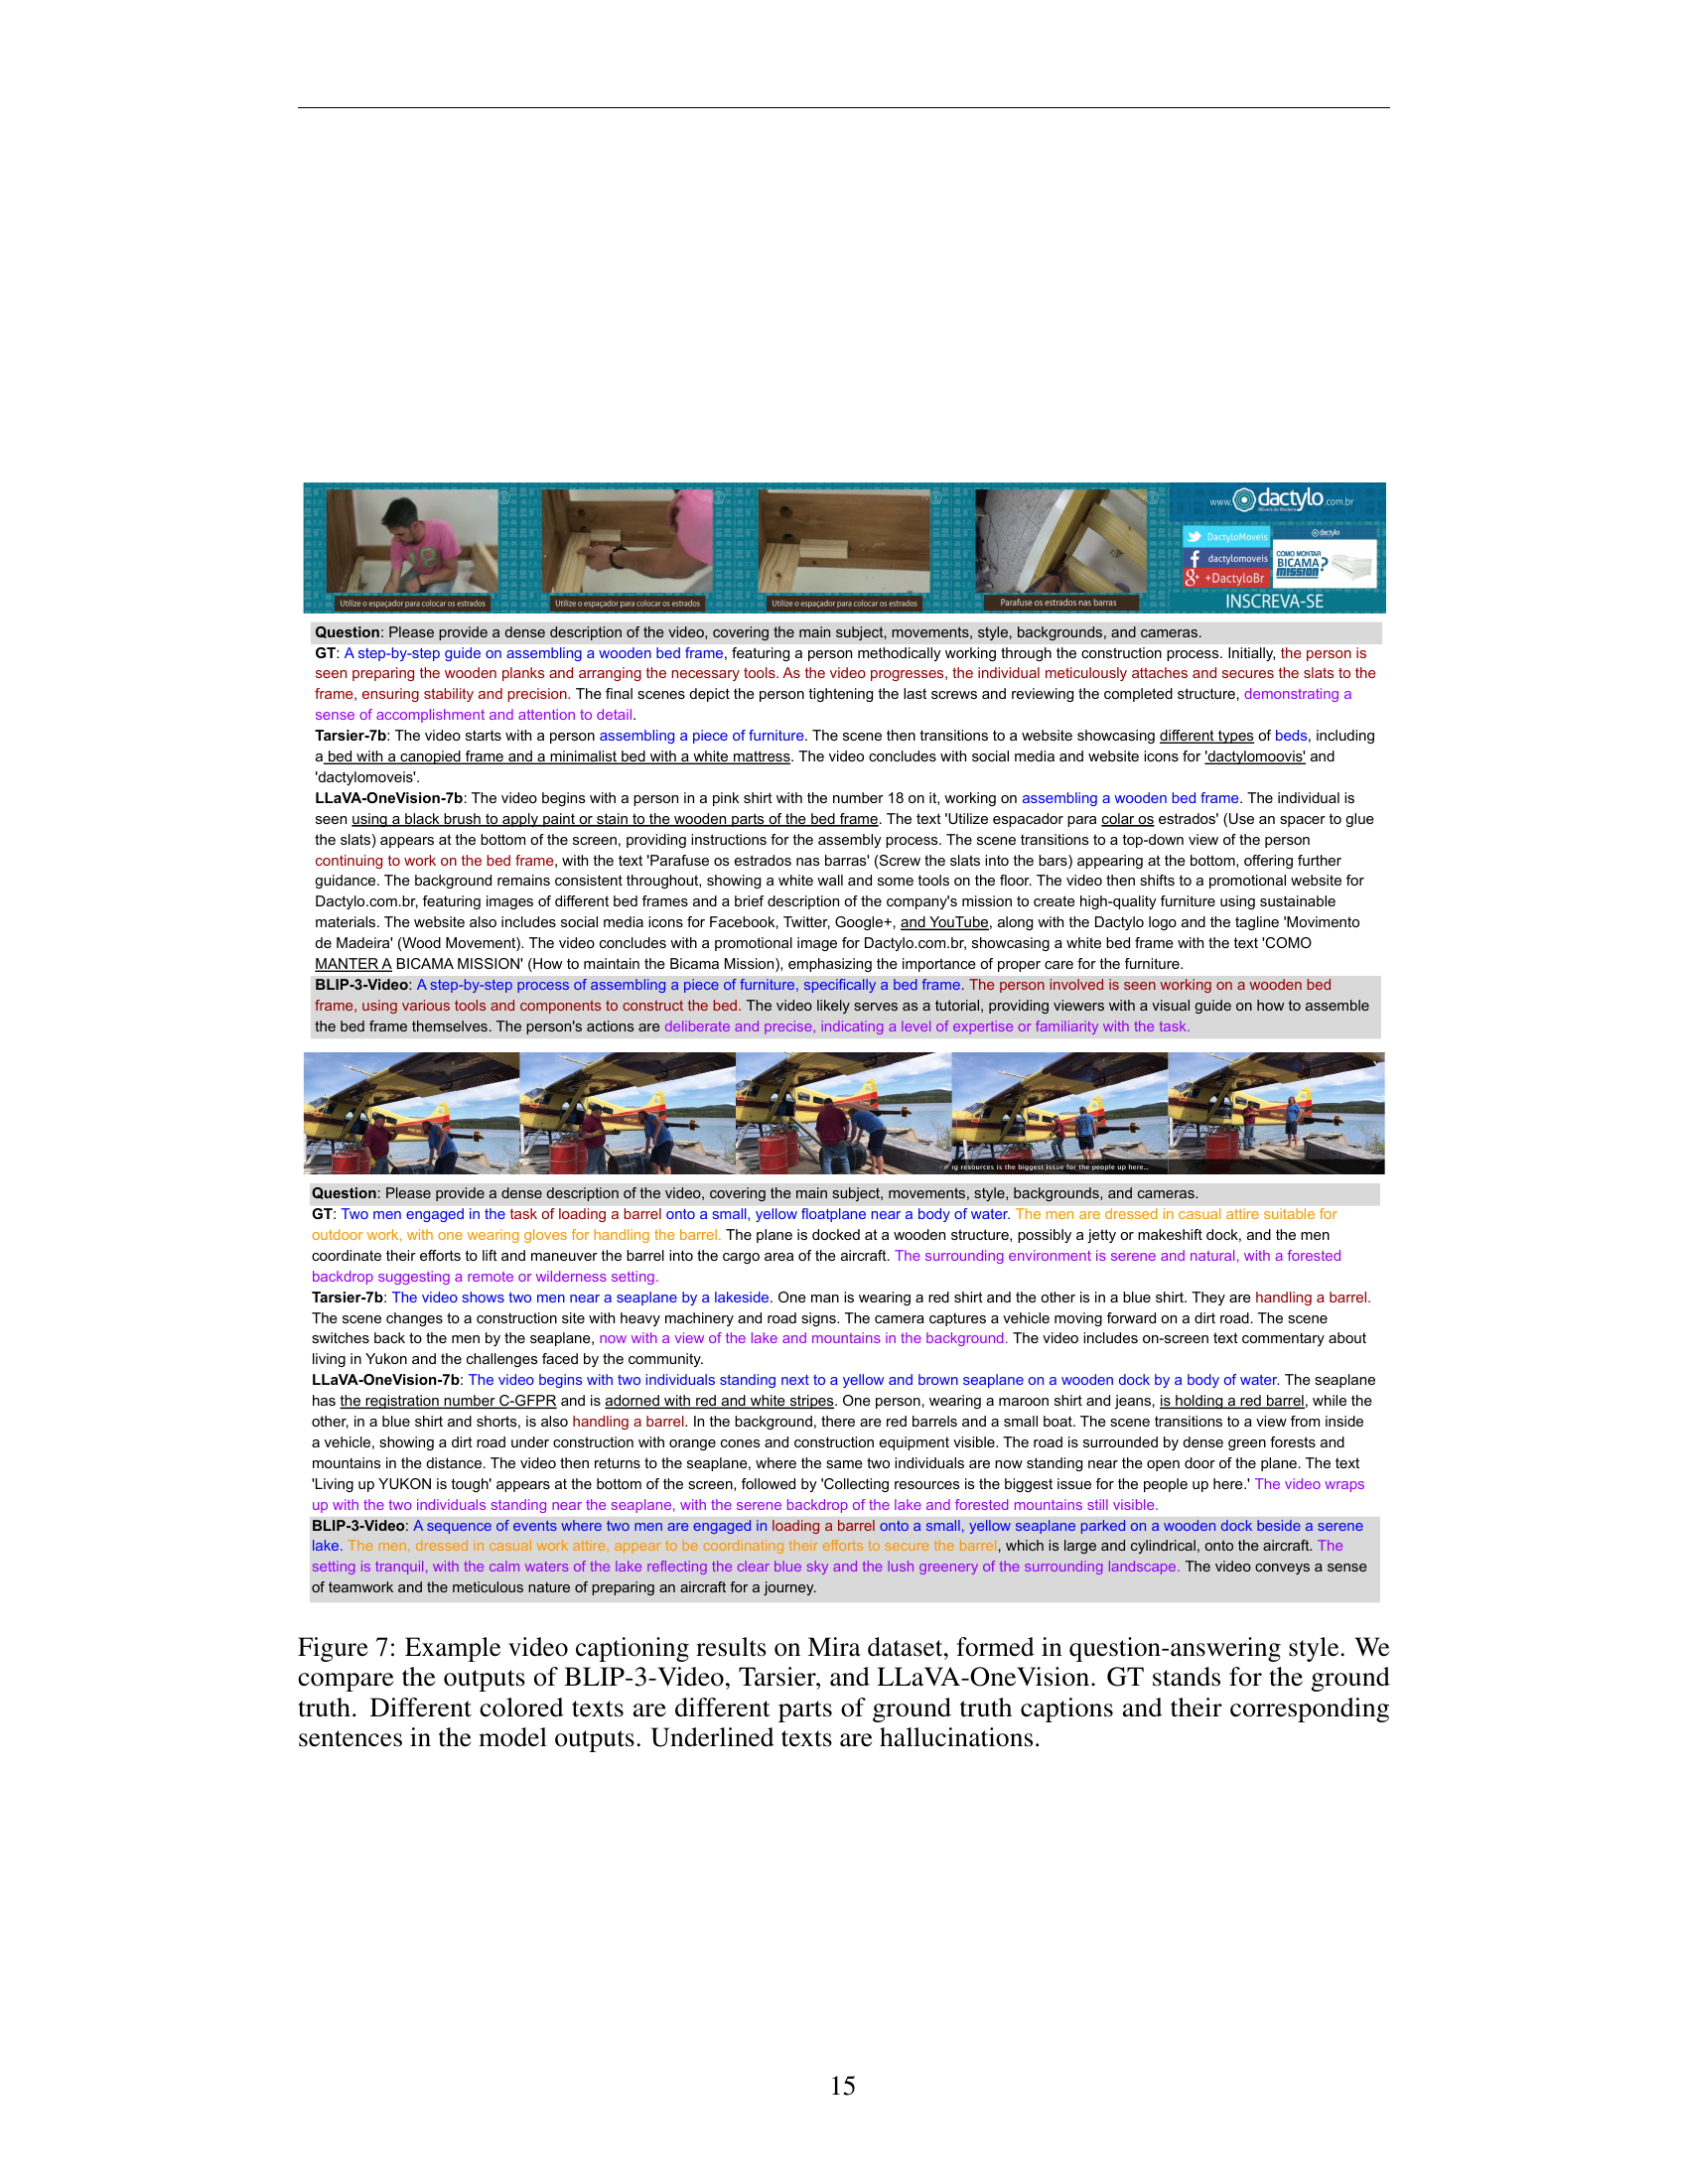 www. dactylo .com.br
Móveis de Madeira
DactyloMoveis
dactylo
dactylomoveis
COMO MONTAR
BICAMA ?
MISSION
+DactyloBr
INSCREVA-SE
Utilize o espaçador para colocar os estrados
Utilize o espaçador para colocar os estrados
Utilize o espaçador para colocar os estrados
Parafuse os estrados nas barras
Question: Please provide a dense description of the video, covering the main subject, movements, style, backgrounds, and cameras.
GT: A step-by-step guide on assembling a wooden bed frame, featuring a person methodically working through the construction process. Initially, the person is
seen preparing the wooden planks and arranging the necessary tools. As the video progresses, the individual meticulously attaches and secures the slats to the
frame, ensuring stability and precision. The final scenes depict the person tightening the last screws and reviewing the completed structure, demonstrating a
sense of accomplishment and attention to detail.
Tarsier-7b: The video starts with a person assembling a piece of furniture. The scene then transitions to a website showcasing different types of beds, including
a bed with a canopied frame and a minimalist bed with a white mattress. The video concludes with social media and website icons for 'dactylomoovis' and
'dactylomoveis'.
LLaVA-OneVision-7b: The video begins with a person in a pink shirt with the number 18 on it, working on assembling a wooden bed frame. The individual is
seen using a black brush to apply paint or stain to the wooden parts of the bed frame. The text 'Utilize espacador para colar os estrados' (Use an spacer to glue
the slats) appears at the bottom of the screen, providing instructions for the assembly process. The scene transitions to a top-down view of the person
continuing to work on the bed frame, with the text 'Parafuse os estrados nas barras' (Screw the slats into the bars) appearing at the bottom, offering further
guidance. The background remains consistent throughout, showing a white wall and some tools on the floor. The video then shifts to a promotional website for
Dactylo.com.br, featuring images of different bed frames and a brief description of the company's mission to create high-quality furniture using sustainable
materials. The website also includes social media icons for Facebook, Twitter, Google+, and YouTube, along with the Dactylo logo and the tagline 'Movimento
de Madeira' (Wood Movement). The video concludes with a promotional image for Dactylo.com.br, showcasing a white bed frame with the text 'COMO
MANTER A BICAMA MISSION' (How to maintain the Bicama Mission), emphasizing the importance of proper care for the furniture.
BLIP-3-Video: A step-by-step process of assembling a piece of furniture, specifically a bed frame. The person involved is seen working on a wooden bed
frame, using various tools and components to construct the bed. The video likely serves as a tutorial, providing viewers with a visual guide on how to assemble
the bed frame themselves. The person's actions are deliberate and precise, indicating a level of expertise or familiarity with the task.
ng resources is the biggest issue for the people up here...
Question: Please provide a dense description of the video, covering the main subject, movements, style, backgrounds, and cameras.
GT: Two men engaged in the task of loading a barrel onto a small, yellow floatplane near a body of water. The men are dressed in casual attire suitable for
outdoor work, with one wearing gloves for handling the barrel. The plane is docked at a wooden structure, possibly a jetty or makeshift dock, and the men
coordinate their efforts to lift and maneuver the barrel into the cargo area of the aircraft. The surrounding environment is serene and natural, with a forested
backdrop suggesting a remote or wilderness setting.
Tarsier-7b: The video shows two men near a seaplane by a lakeside. One man is wearing a red shirt and the other is in a blue shirt. They are handling a barrel.
The scene changes to a construction site with heavy machinery and road signs. The camera captures a vehicle moving forward on a dirt road. The scene
switches back to the men by the seaplane, now with a view of the lake and mountains in the background. The video includes on-screen text commentary about
living in Yukon and the challenges faced by the community.
LLaVA-OneVision-7b: The video begins with two individuals standing next to a yellow and brown seaplane on a wooden dock by a body of water. The seaplane
has the registration number C-GFPR and is adorned with red and white stripes. One person, wearing a maroon shirt and jeans, is holding a red barrel, while the
other, in a blue shirt and shorts, is also handling a barrel. In the background, there are red barrels and a small boat. The scene transitions to a view from inside
a vehicle, showing a dirt road under construction with orange cones and construction equipment visible. The road is surrounded by dense green forests and
mountains in the distance. The video then returns to the seaplane, where the same two individuals are now standing near the open door of the plane. The text
'Living up YUKON is tough' appears at the bottom of the screen, followed by 'Collecting resources is the biggest issue for the people up here.' The video wraps
up with the two individuals standing near the seaplane, with the serene backdrop of the lake and forested mountains still visible.
BLIP-3-Video: A sequence of events where two men are engaged in loading a barrel onto a small, yellow seaplane parked on a wooden dock beside a serene
lake. The men, dressed in casual work attire, appear to be coordinating their efforts to secure the barrel, which is large and cylindrical, onto the aircraft. The
setting is tranquil, with the calm waters of the lake reflecting the clear blue sky and the lush greenery of the surrounding landscape. The video conveys a sense
of teamwork and the meticulous nature of preparing an aircraft for a journey.
Figure 7: Example video captioning results on Mira dataset, formed in question-answering style. We
compare the outputs of BLIP-3-Video, Tarsier, and LLaVA-OneVision. GT stands for the ground
truth. Different colored texts are different parts of ground truth captions and their corresponding
sentences in the model outputs. Underlined texts are hallucinations.
15